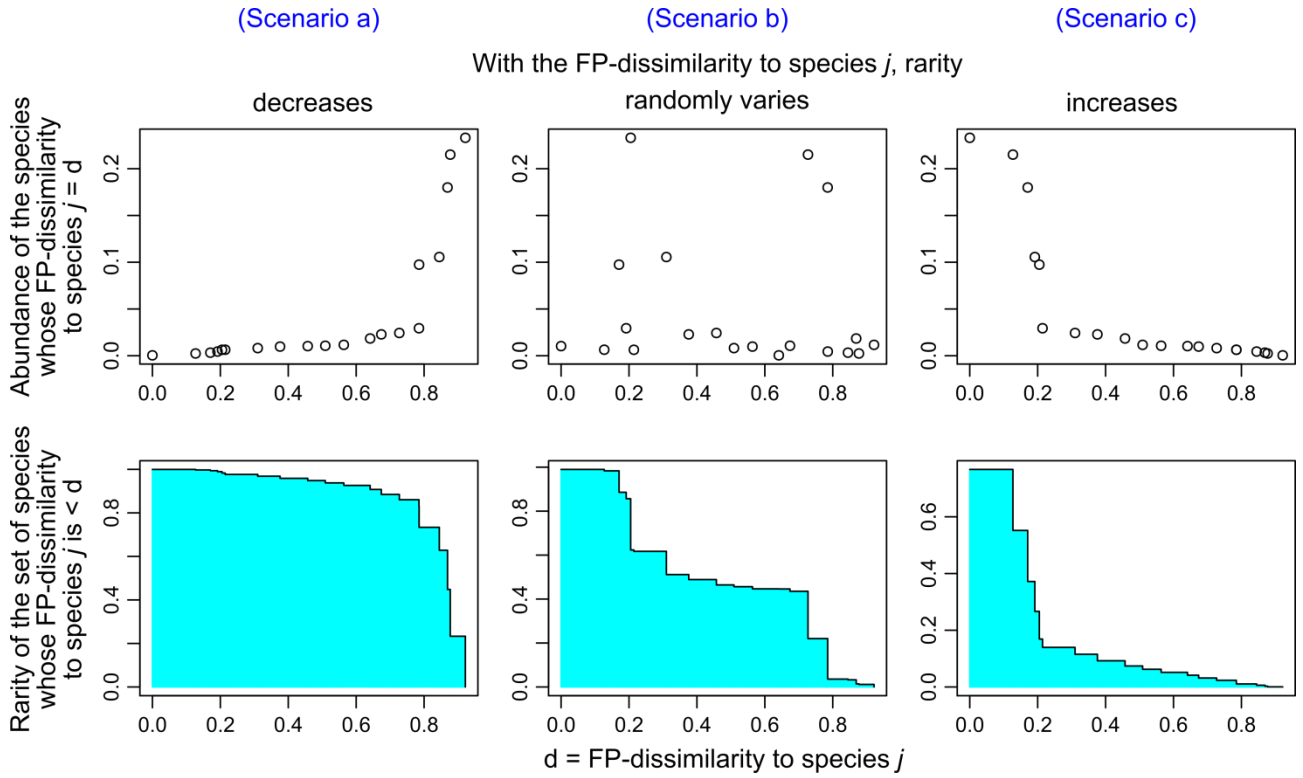 (Scenario a) (Scenario b) (Scenario c)
With the FP-dissimilarity to species j, rarity
decreases randomly varies increases
Abundance of the species
whose FP-dissimilarity
to species j = d
0.2 0.2 0.2
0.1 0.1 0.1
0.0 0.0 0.0
0.0 0.2 0.4 0.6 0.8 0.0 0.2 0.4 0.6 0.8 0.0 0.2 0.4 0.6 0.8
Rarity of the set of species
whose FP-dissimilarity
to species j is < d
0.8 0.8 0.6
0.4 0.4 0.4
0.0 0.0 0.2
0.0
0.0 0.2 0.4 0.6 0.8 0.0 0.2 0.4 0.6 0.8 0.0 0.2 0.4 0.6 0.8
d = FP-dissimilarity to species j